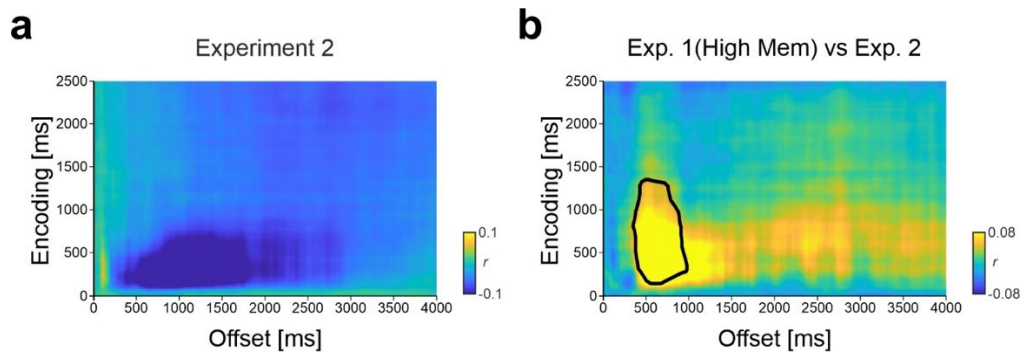 a
Experiment 2
Encoding [ms]
2500
2000
1500
1000
500
0
0 500 1000 1500 2000 2500 3000 3500 4000
Offset [ms]
0.1
r
-0.1
b
Exp. 1(High Mem) vs Exp. 2
Encoding [ms]
2500
2000
1500
1000
500
0
0 500 1000 1500 2000 2500 3000 3500 4000
Offset [ms]
0.08
r
-0.08